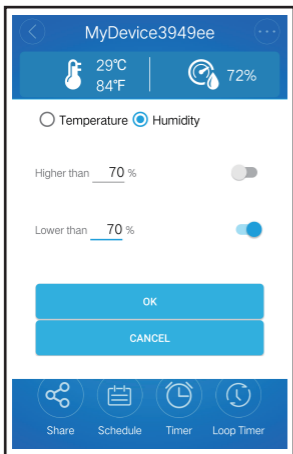 MyDevice3949ee
29°C
84°F
72%
Temperature Humidity
Higher than 70 %
Lower than 70 %
OK
CANCEL
Share Schedule Timer Loop Timer